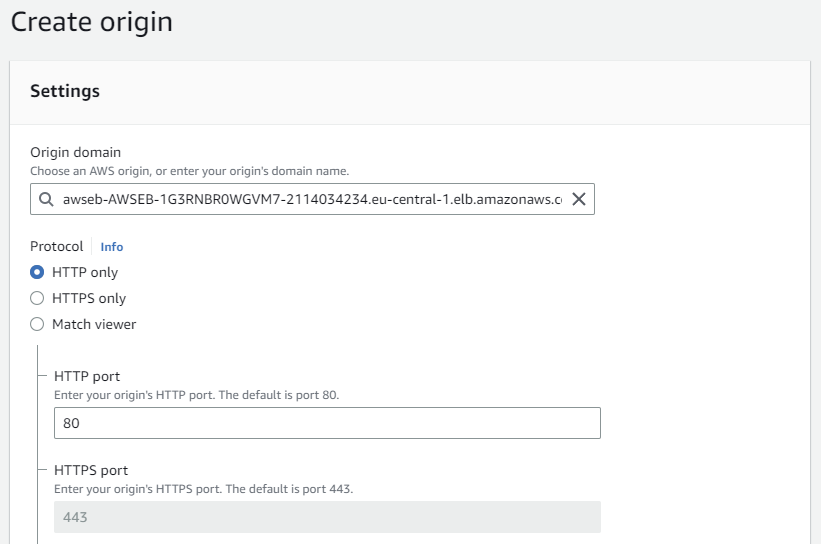 Create origin
Settings
Origin domain
Choose an AWS origin, or enter your origin's domain name.
awseb-AWSEB-1G3RNBR0WGVM7-2114034234.eu-central-1.elb.amazonaws.c
Protocol Info
HTTP only
HTTPS only
Match viewer
HTTP port
Enter your origin's HTTP port. The default is port 80.
80
HTTPS port
Enter your origin's HTTPS port. The default is port 443.
443